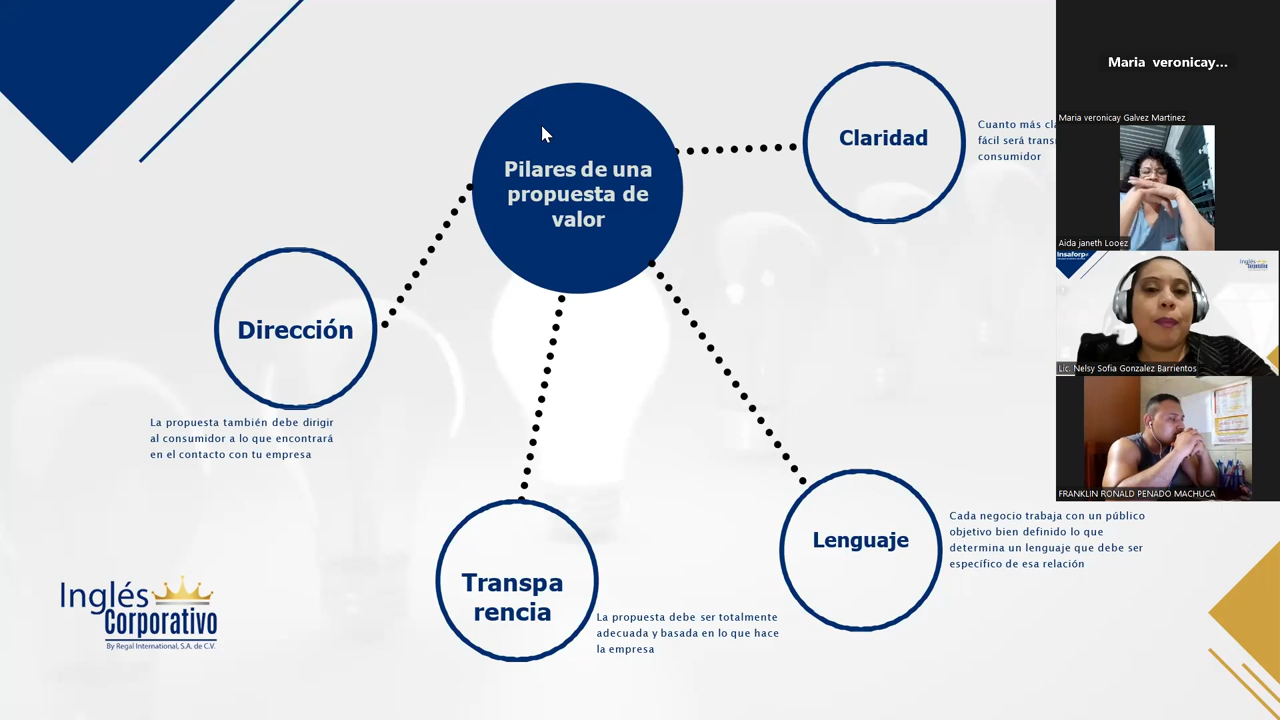 Pilares de una
propuesta de
valor
Claridad
Cuanto más
fácil será
consumidor
Dirección
La propuesta también debe dirigir
al consumidor a lo que encontrará
en el contacto con tu empresa
Transpa
rencia
La propuesta debe ser totalmente
adecuada y basada en lo que hace
la empresa
Lenguaje
Cada negocio trabaja con un público
objetivo bien definido lo que
determina un lenguaje que debe ser
específico de esa relación
Inglés
Corporativo
By Regal International, S.A. de C.V.
Maria veronicay...
Maria veronicay Galvez Martinez
Aida janeth Looez
Insaforp
Inglés
Corporativo
Lic. Nelsy Sofia Gonzalez Barrientos
FRANKLIN RONALD PENADO MACHUCA